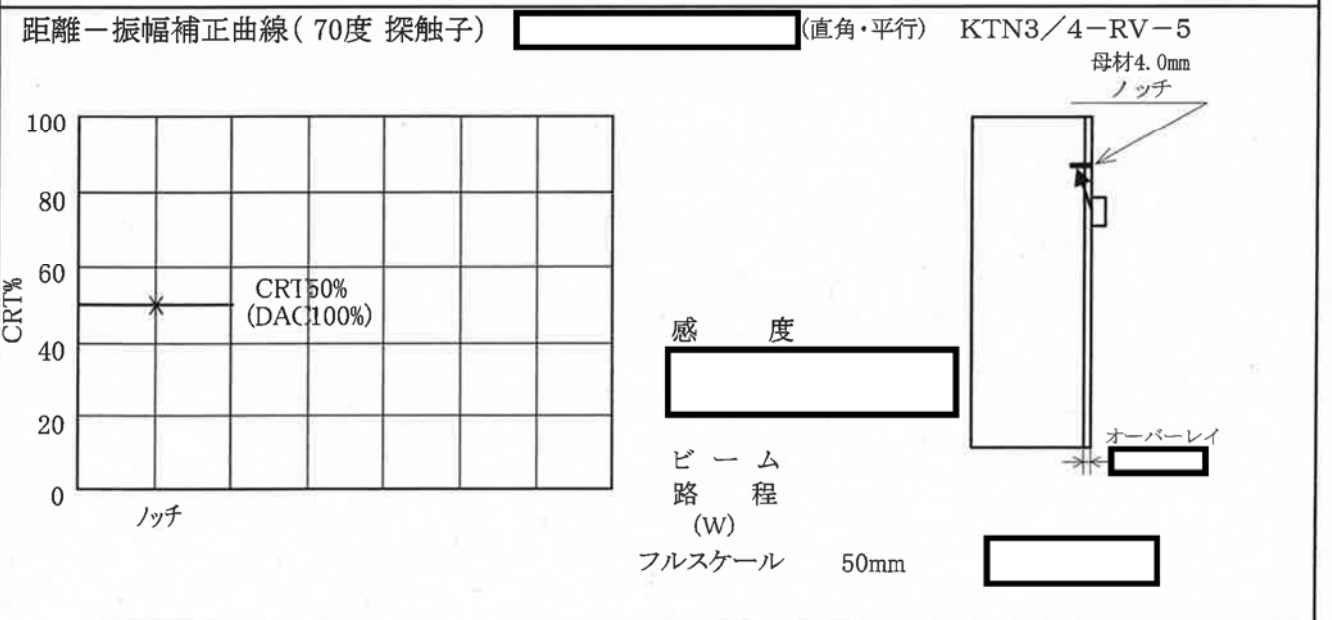 距離－振幅補正曲線( 70度 探触子)
(直角・平行)
KTN3／4－RV－5
母材4.0mm
ノッチ
100
80
60
40
20
0
CRT%
CRT50%
(DAC100%)
ノッチ
感 度
ビ ー ム
路 程
(W)
フルスケール 50mm
オーバーレイ